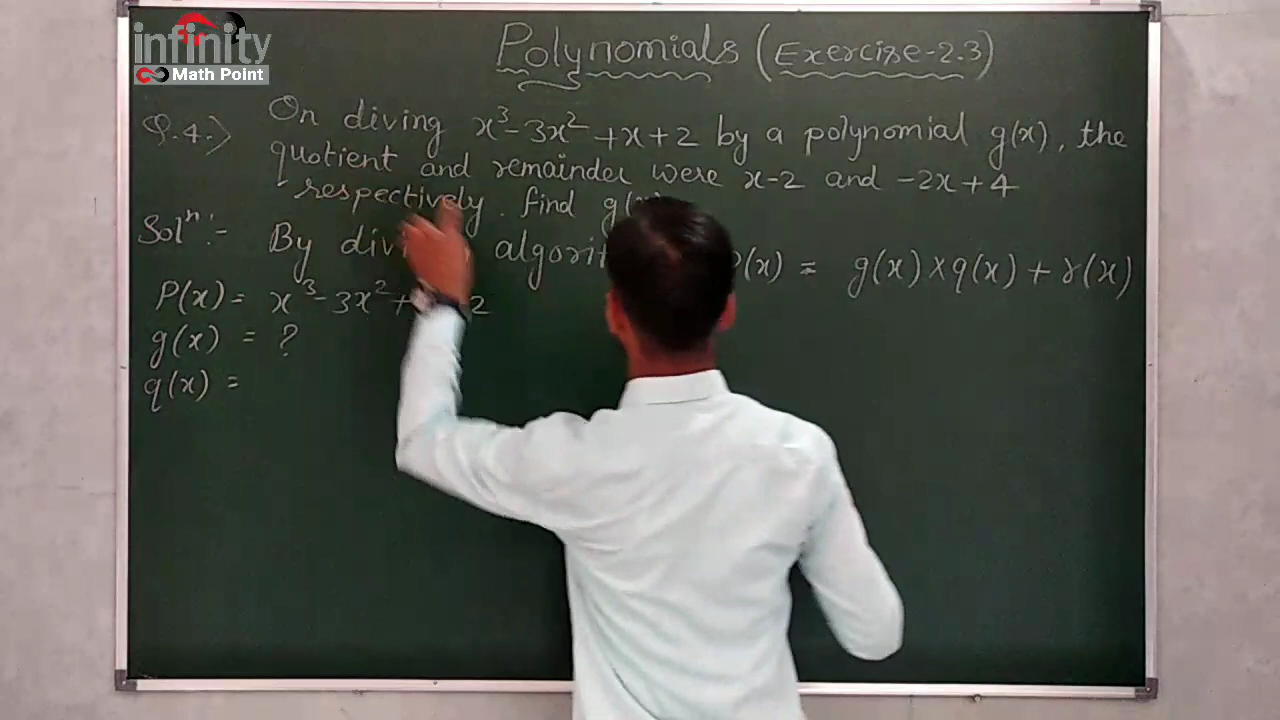 infinity
Math Point
Polynomials (Exercise-2.3)
Q.4.) On diving x³-3x²+x+2 by a polynomial g(x), the
quotient and remainder were x-2 and -2x+4
respectively. find
Solⁿ:- By p(x) = g(x)×q(x)+r(x)
P(x) = x³-3x²+ 2
g(x) = ?
q(x) =